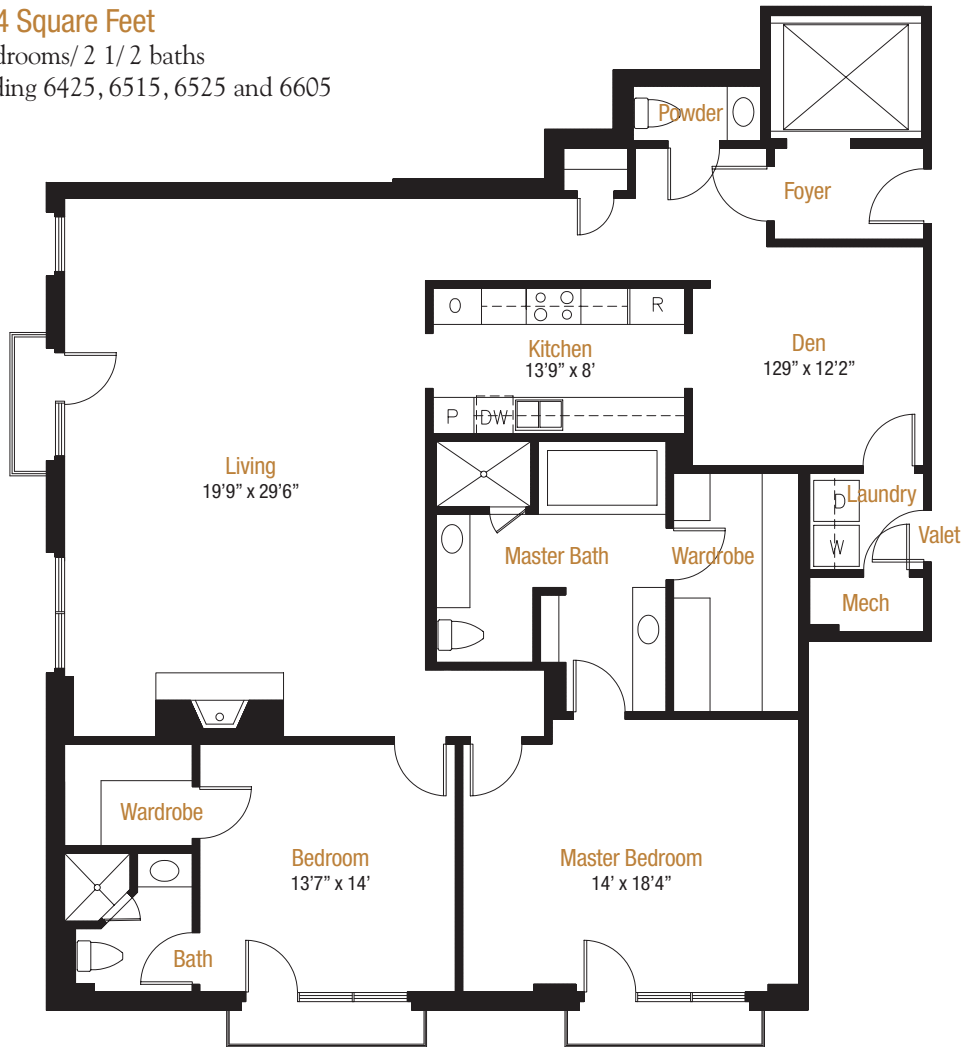 4 Square Feet
drooms/ 2 1/2 baths
ding 6425, 6515, 6525 and 6605
Powder
Foyer
O
R
Kitchen
13'9" x 8'
Den
129" x 12'2"
P
DW
Living
19'9" x 29'6"
D
Laundry
Valet
W
Master Bath
Wardrobe
Mech
Wardrobe
Bedroom
13'7" x 14'
Master Bedroom
14' x 18'4"
Bath